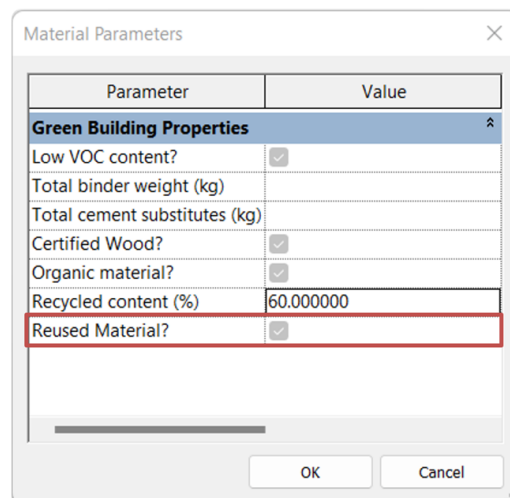 Material Parameters
Parameter Value
Green Building Properties
Low VOC content?
Total binder weight (kg)
Total cement substitutes (kg)
Certified Wood?
Organic material?
Recycled content (%) 60.000000
Reused Material?
OK Cancel